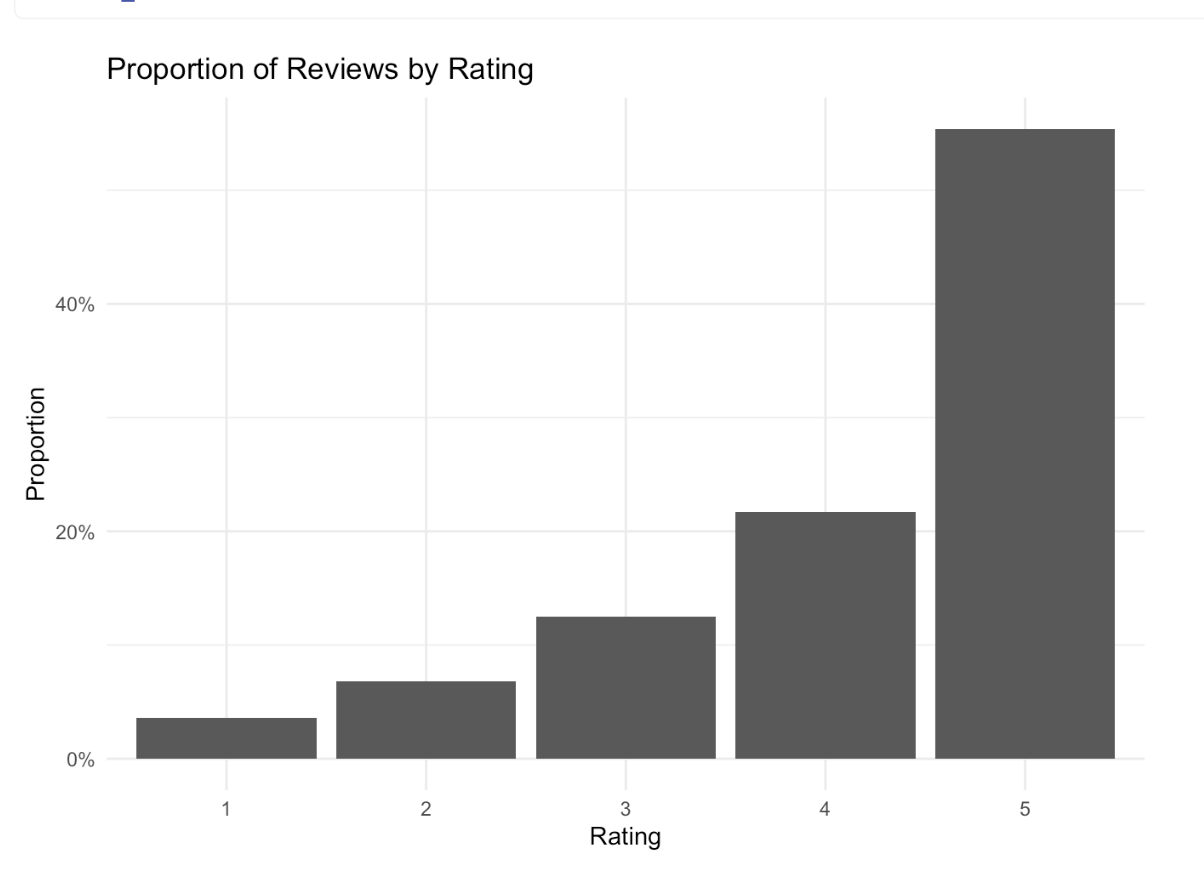 Proportion of Reviews by Rating
40%
20%
0%
Proportion
1 2 3 4 5
Rating